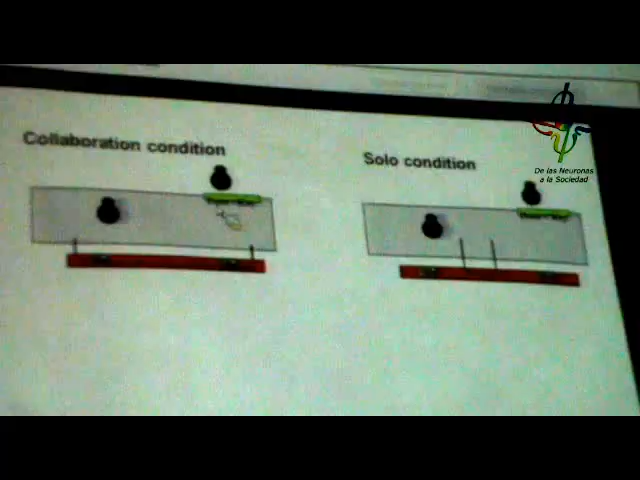 Collaboration condition
Solo condition
De las Neuronas
a la Sociedad